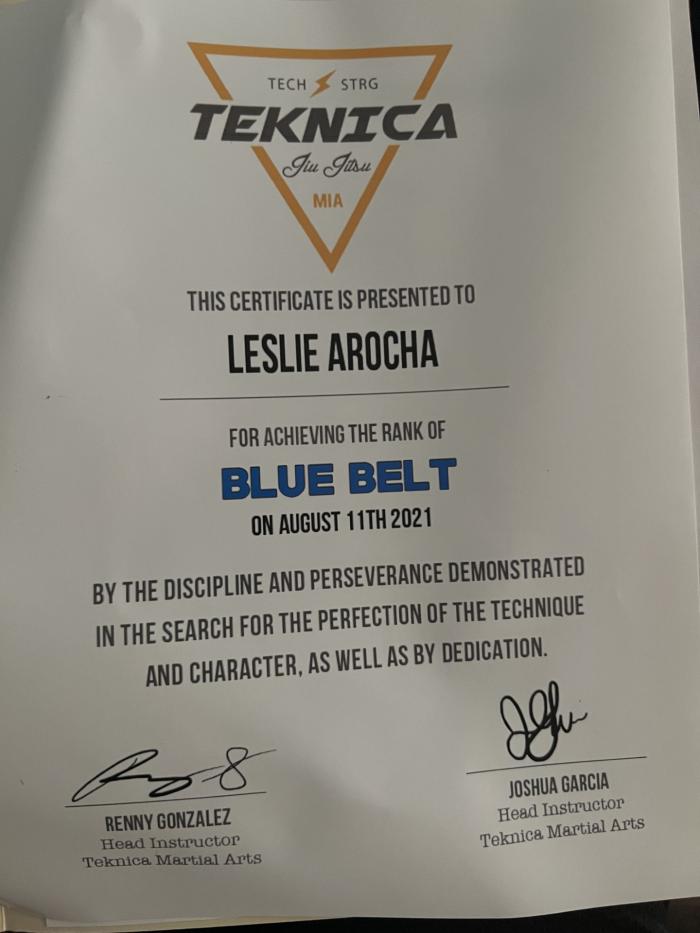 TECH STRG
TEKNICA
Jiu Jitsu
MIA
THIS CERTIFICATE IS PRESENTED TO
LESLIE AROCHA
FOR ACHIEVING THE RANK OF
BLUE BELT
ON AUGUST 11TH 2021
BY THE DISCIPLINE AND PERSEVERANCE DEMONSTRATED
IN THE SEARCH FOR THE PERFECTION OF THE TECHNIQUE
AND CHARACTER, AS WELL AS BY DEDICATION.
RENNY GONZALEZ
Head Instructor
Teknica Martial Arts
JOSHUA GARCIA
Head Instructor
Teknica Martial Arts